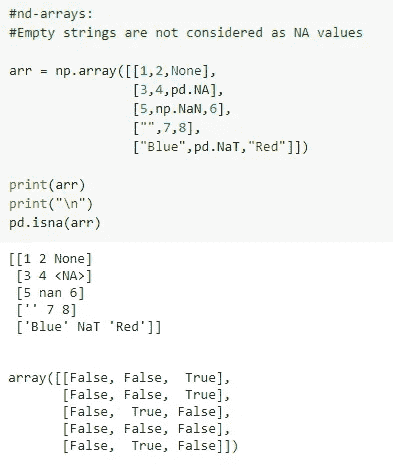 #nd-arrays:
#Empty strings are not considered as NA values
arr = np.array([[1,2,None],
[3,4,pd.NA],
[5,np.NaN,6],
["",7,8],
["Blue",pd.NaT,"Red"]])
print(arr)
print("\n")
pd.isna(arr)
[[1 2 None]
[3 4 <NA>]
[5 nan 6]
['' 7 8]
['Blue' NaT 'Red']]
array([[False, False,  True],
[False, False,  True],
[False,  True, False],
[False, False, False],
[False,  True, False]])